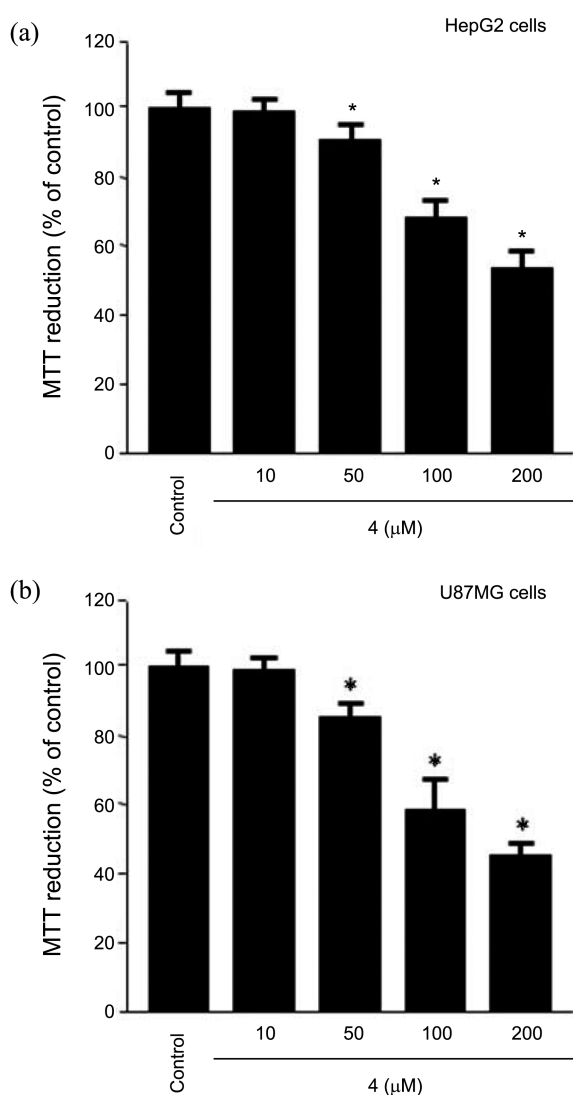 (a)
HepG2 cells
MTT reduction (% of control)
120
100
80
60
40
20
0
*
*
*
Control
10 50 100 200
4 (μM)
(b)
U87MG cells
MTT reduction (% of control)
120
100
80
60
40
20
0
*
*
*
Control
10 50 100 200
4 (μM)